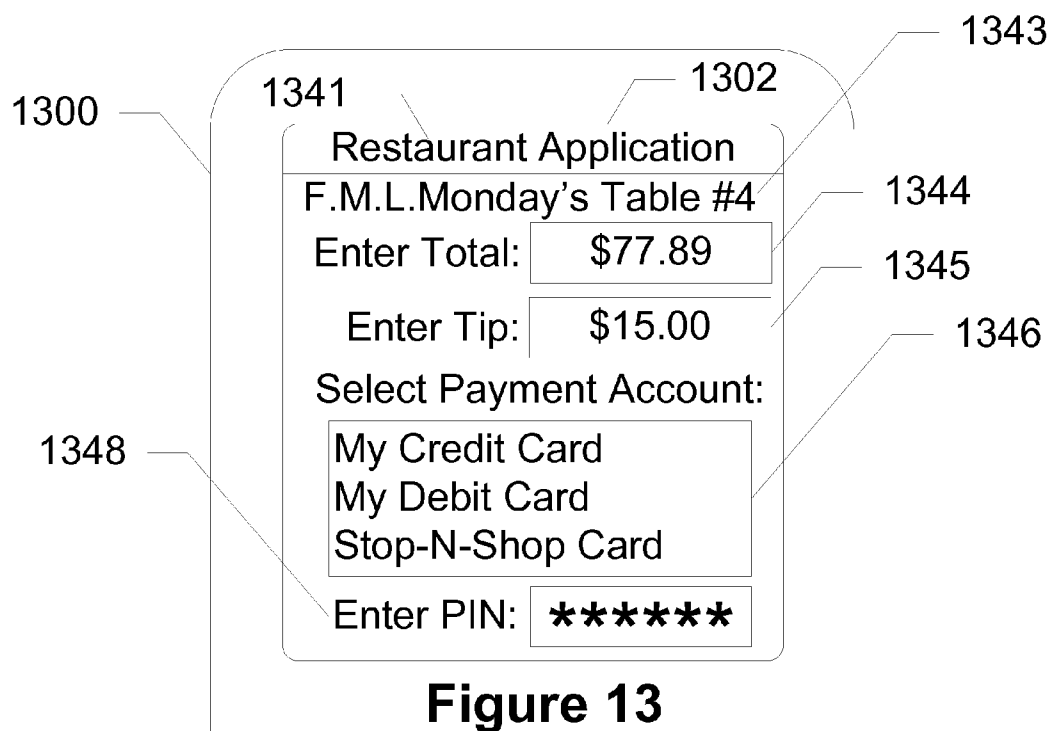 1343
1341
1302
1300
Restaurant Application
F.M.L.Monday's Table #4
1344
Enter Total: $77.89
1345
Enter Tip: $15.00
1346
Select Payment Account:
My Credit Card
1348
My Debit Card
Stop-N-Shop Card
Enter PIN: ******
Figure 13